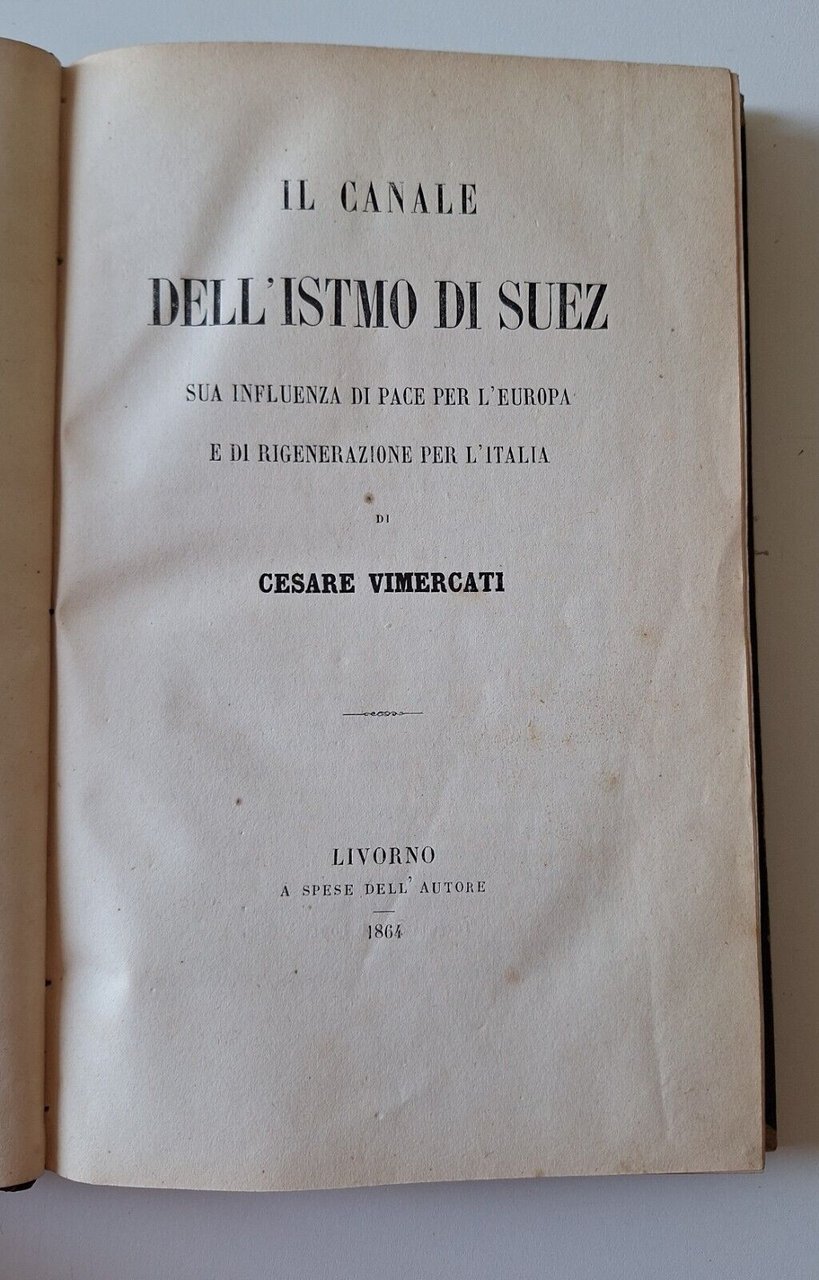 IL CANALE
DELL'ISTMO DI SUEZ
SUA INFLUENZA DI PACE PER L'EUROPA
E DI RIGENERAZIONE PER L'ITALIA
DI
CESARE VIMERCATI
LIVORNO
A SPESE DELL'AUTORE
1864